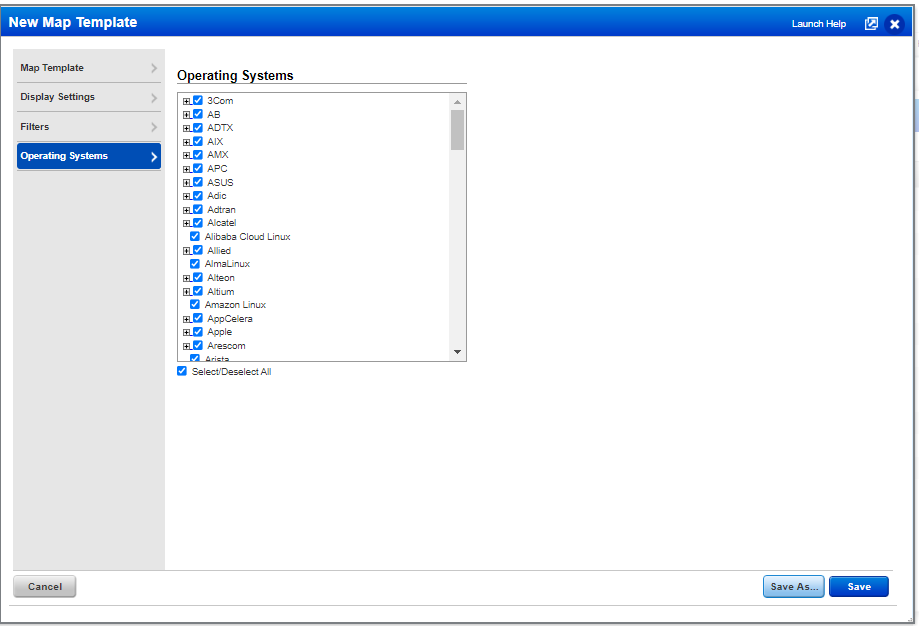 New Map Template
Launch Help
Map Template
Display Settings
Filters
Operating Systems
Operating Systems
3Com
AB
ADTX
AIX
AMX
APC
ASUS
Adic
Adtran
Alcatel
Alibaba Cloud Linux
Allied
AlmaLinux
Alteon
Altium
Amazon Linux
AppCelera
Apple
Arescom
Arista
Select/Deselect All
Cancel
Save As...
Save